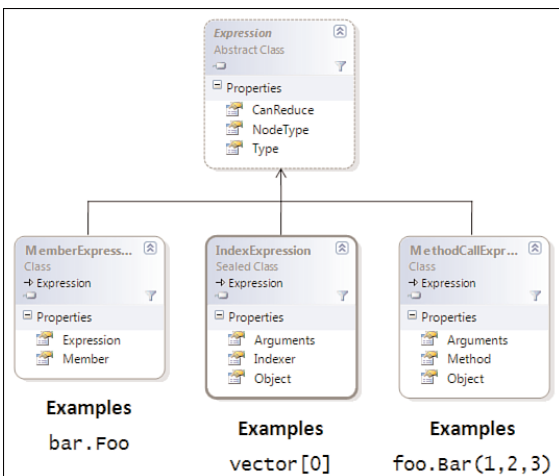 Expression
Abstract Class
Properties
CanReduce
NodeType
Type
MemberExpress...
Class
Expression
Properties
Expression
Member
Examples
bar.Foo
IndexExpression
Sealed Class
Expression
Properties
Arguments
Indexer
Object
Examples
vector[0]
MethodCallExpr...
Class
Expression
Properties
Arguments
Method
Object
Examples
foo.Bar(1,2,3)